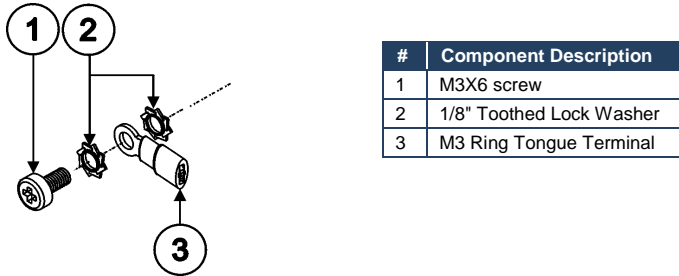 1 2
3
# Component Description
1 M3X6 screw
2 1/8" Toothed Lock Washer
3 M3 Ring Tongue Terminal